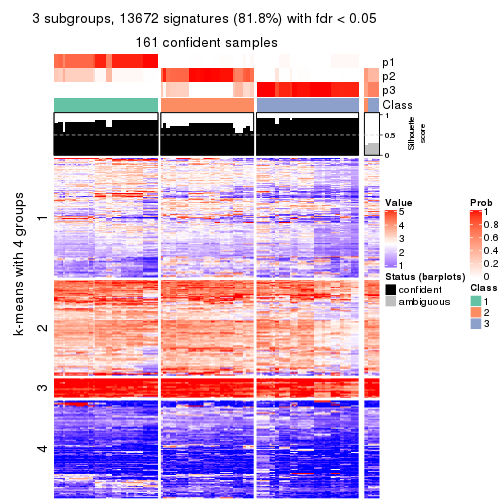 3 subgroups, 13672 signatures (81.8%) with fdr < 0.05
161 confident samples
p1
p2
p3
Class
1
0.5
0
Silhouette
score
k-means with 4 groups
1
2
3
4
Value
5
4
3
2
1
Status (barplots)
confident
ambiguous
Prob
1
0.8
0.6
0.4
0.2
0
Class
1
2
3